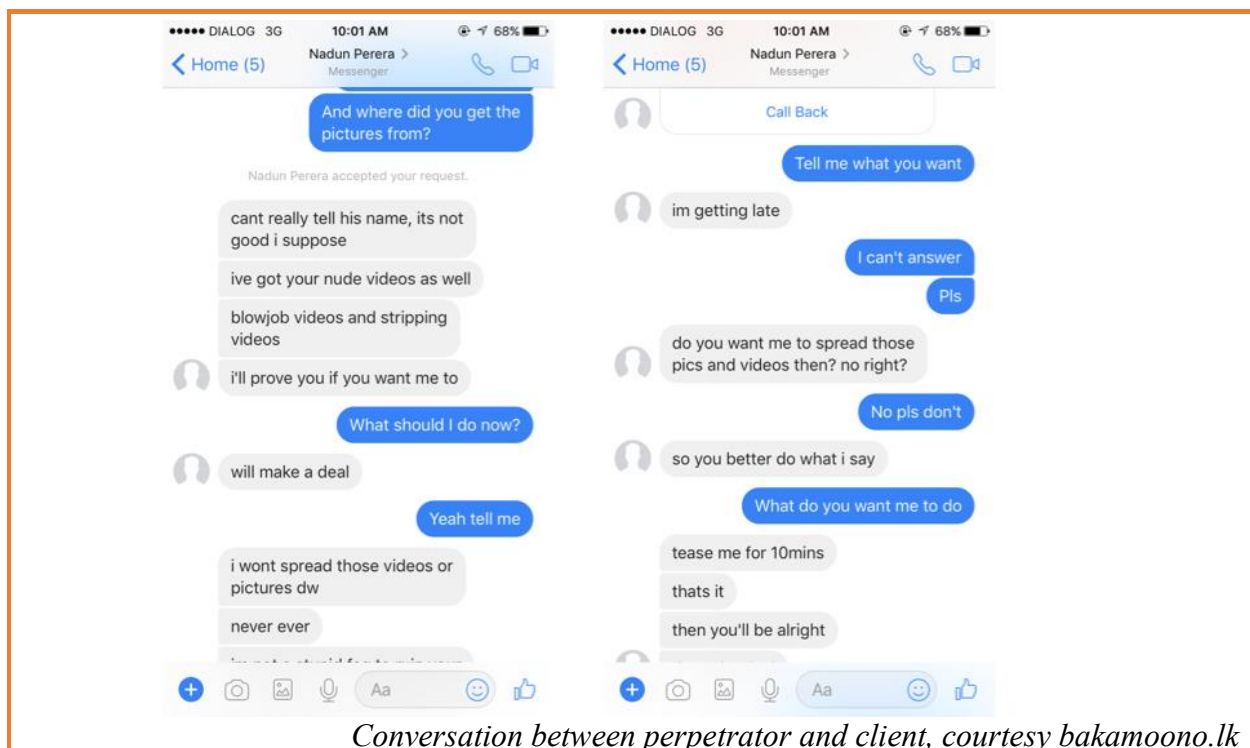 DIALOG 3G 10:01 AM 68%
Home (5)
Nadun Perera >
Messenger
And where did you get the
pictures from?
Nadun Perera accepted your request.
cant really tell his name, its not
good i suppose
ive got your nude videos as well
blowjob videos and stripping
videos
i'll prove you if you want me to
What should I do now?
will make a deal
Yeah tell me
i wont spread those videos or
pictures dw
never ever
Aa
DIALOG 3G 10:01 AM 68%
Home (5)
Nadun Perera >
Messenger
Call Back
Tell me what you want
im getting late
I can't answer
Pls
do you want me to spread those
pics and videos then? no right?
No pls don't
so you better do what i say
What do you want me to do
tease me for 10mins
thats it
then you'll be alright
Aa
Conversation between perpetrator and client, courtesy bakamoono.lk